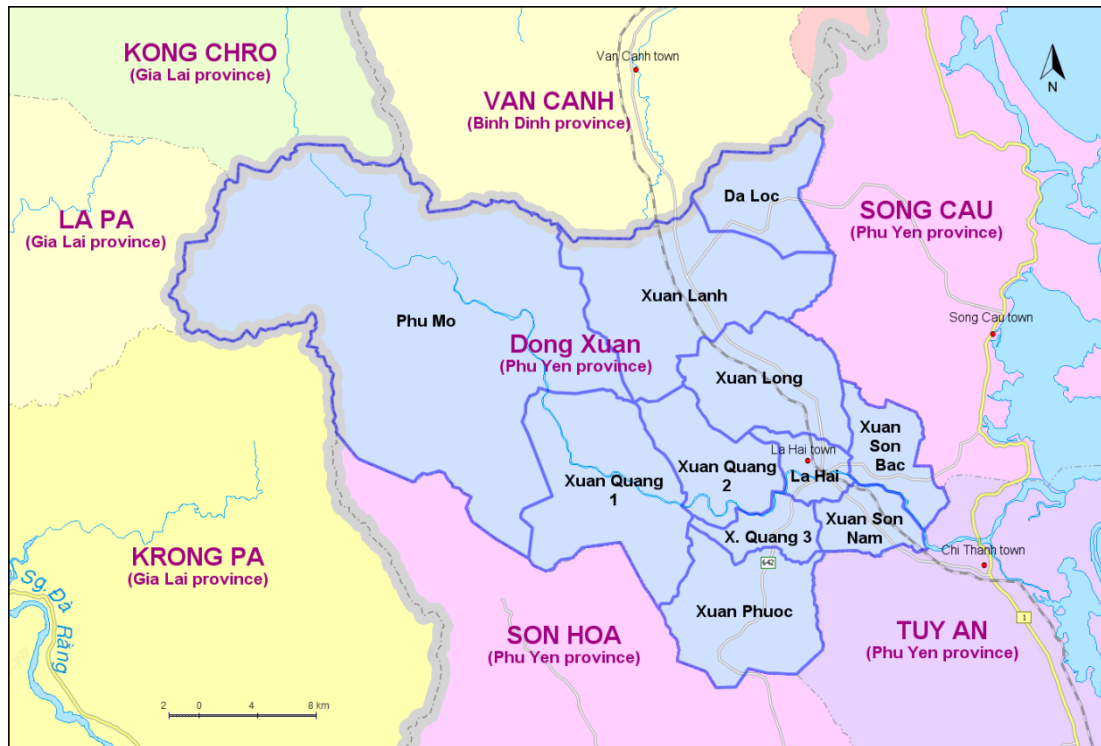 KONG CHRO
(Gia Lai province)
Van Canh town
N
VAN CANH
(Binh Dinh province)
Da Loc
LA PA
(Gia Lai province)
SONG CAU
(Phu Yen province)
Xuan Lanh
Phu Mo
Song Cau town
Dong Xuan
(Phu Yen province)
Xuan Long
Xuan
Son
Bac
La Hai town
Xuan Quang
1
Xuan Quang
2
La Hai
Xuan Son
Nam
X. Quang 3
Chi Thanh town
KRONG PA
(Gia Lai province)
642
Sg. Đà Ràng
Xuan Phuoc
SON HOA
(Phu Yen province)
TUY AN
(Phu Yen province)
1
2 0 4 8 km